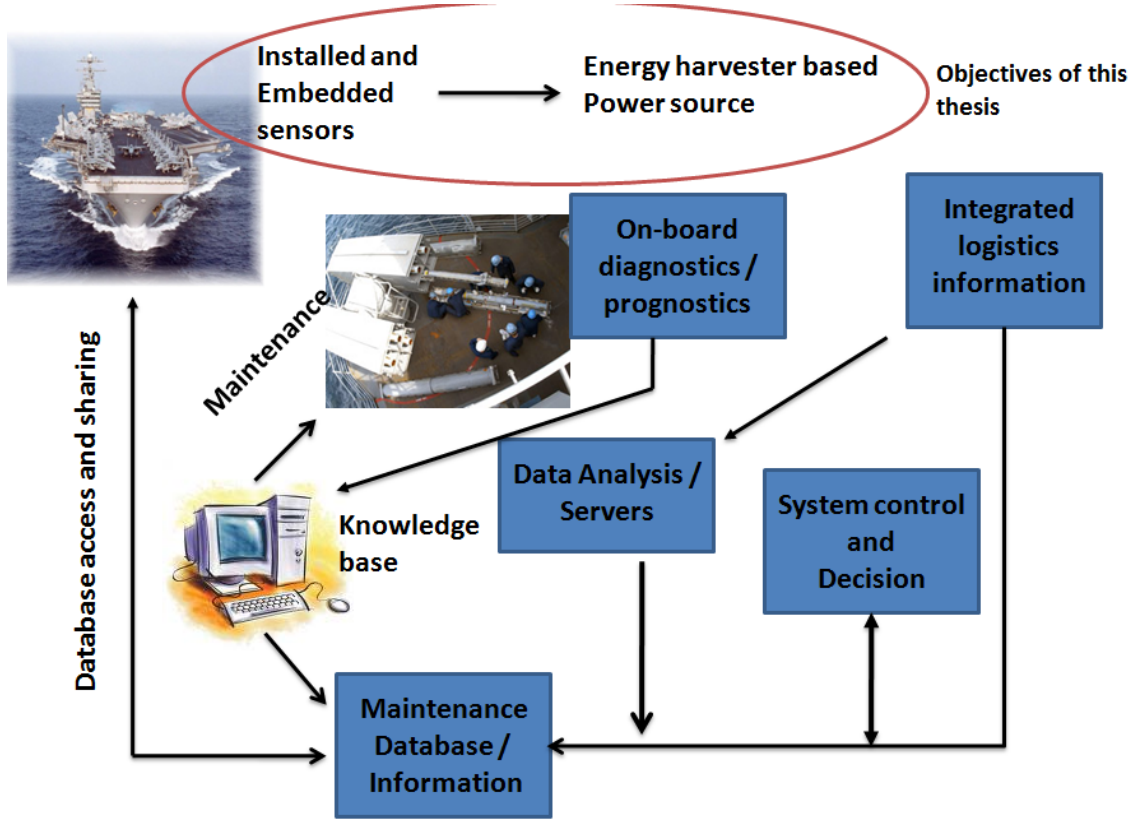 Installed and
Embedded
sensors
Energy harvester based
Power source
Objectives of this
thesis
On-board
diagnostics /
prognostics
Integrated
logistics
information
Maintenance
Database access and sharing
Data Analysis /
Servers
System control
and
Decision
Knowledge
base
Maintenance
Database /
Information